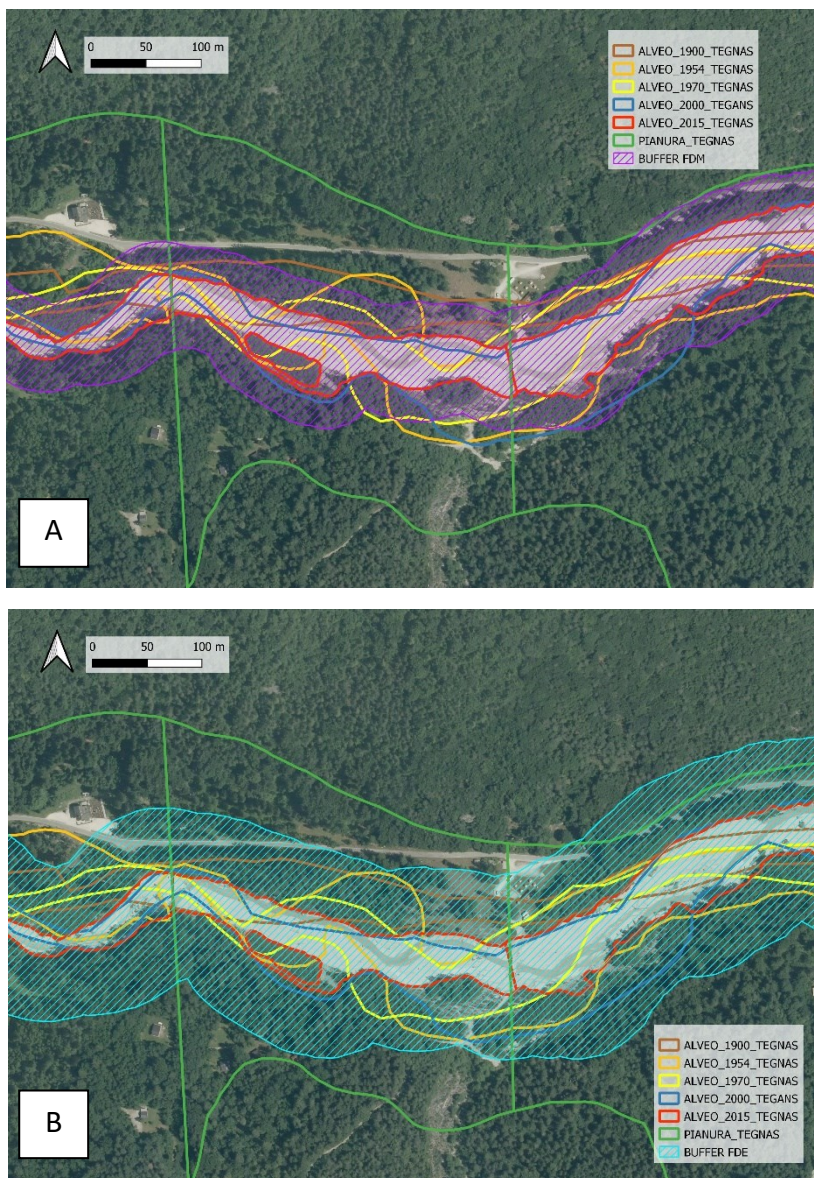 0 50 100 m
ALVEO_1900_TEGNAS
ALVEO_1954_TEGNAS
ALVEO_1970_TEGNAS
ALVEO_2000_TEGANS
ALVEO_2015_TEGNAS
PIANURA_TEGNAS
BUFFER FDM
A
0 50 100 m
ALVEO_1900_TEGNAS
ALVEO_1954_TEGNAS
ALVEO_1970_TEGNAS
ALVEO_2000_TEGANS
ALVEO_2015_TEGNAS
PIANURA_TEGNAS
BUFFER FDE
B